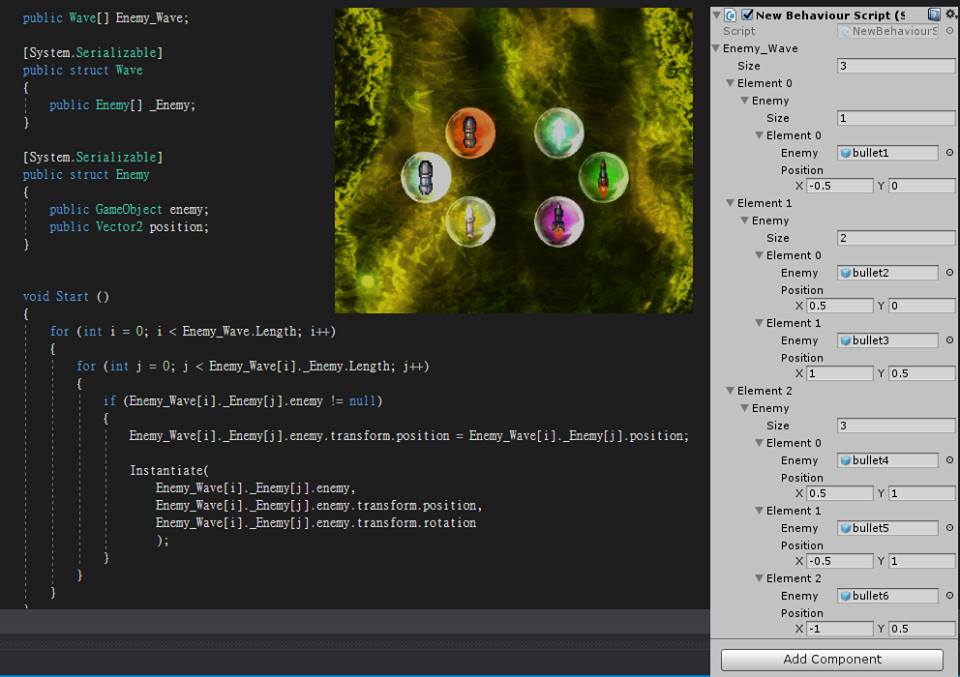 public Wave[] Enemy_Wave;
[System.Serializable]
public struct Wave
{
public Enemy[] _Enemy;
}
[System.Serializable]
public struct Enemy
{
public GameObject enemy;
public Vector2 position;
}
void Start ()
{
for (int i = 0; i < Enemy_Wave.Length; i++)
{
for (int j = 0; j < Enemy_Wave[i]._Enemy.Length; j++)
{
if (Enemy_Wave[i]._Enemy[j].enemy != null)
{
Enemy_Wave[i]._Enemy[j].enemy.transform.position = Enemy_Wave[i]._Enemy[j].position;
Instantiate(
Enemy_Wave[i]._Enemy[j].enemy,
Enemy_Wave[i]._Enemy[j].enemy.transform.position,
Enemy_Wave[i]._Enemy[j].enemy.transform.rotation
);
}
}
}
}
New Behaviour Script (S
Script NewBehaviourS
Enemy_Wave
Size 3
Element 0
Enemy
Size 1
Element 0
Enemy bullet1
Position
X -0.5 Y 0
Element 1
Enemy
Size 2
Element 0
Enemy bullet2
Position
X 0.5 Y 0
Element 1
Enemy bullet3
Position
X 1 Y 0.5
Element 2
Enemy
Size 3
Element 0
Enemy bullet4
Position
X 0.5 Y 1
Element 1
Enemy bullet5
Position
X -0.5 Y 1
Element 2
Enemy bullet6
Position
X -1 Y 0.5
Add Component